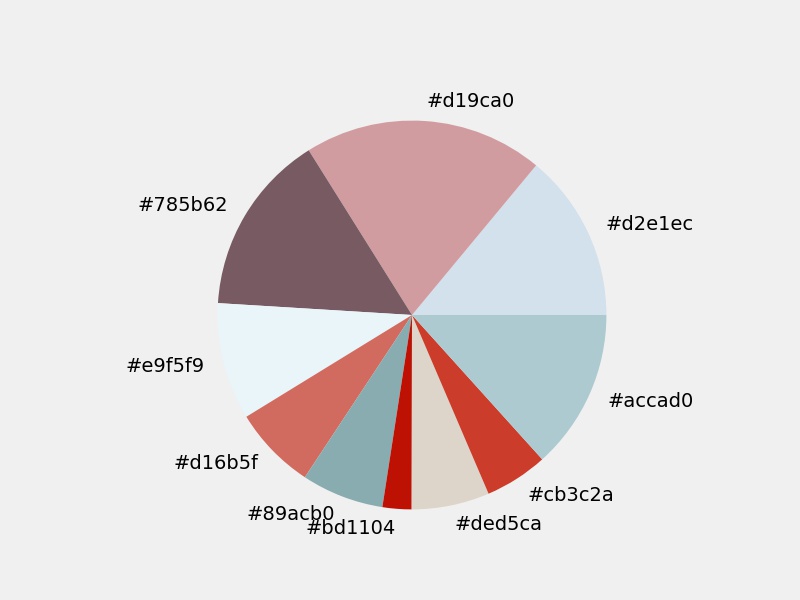 #d19ca0
#785b62
#d2e1ec
#e9f5f9
#accad0
#d16b5f
#cb3c2a
#89acb0
#bd1104
#ded5ca